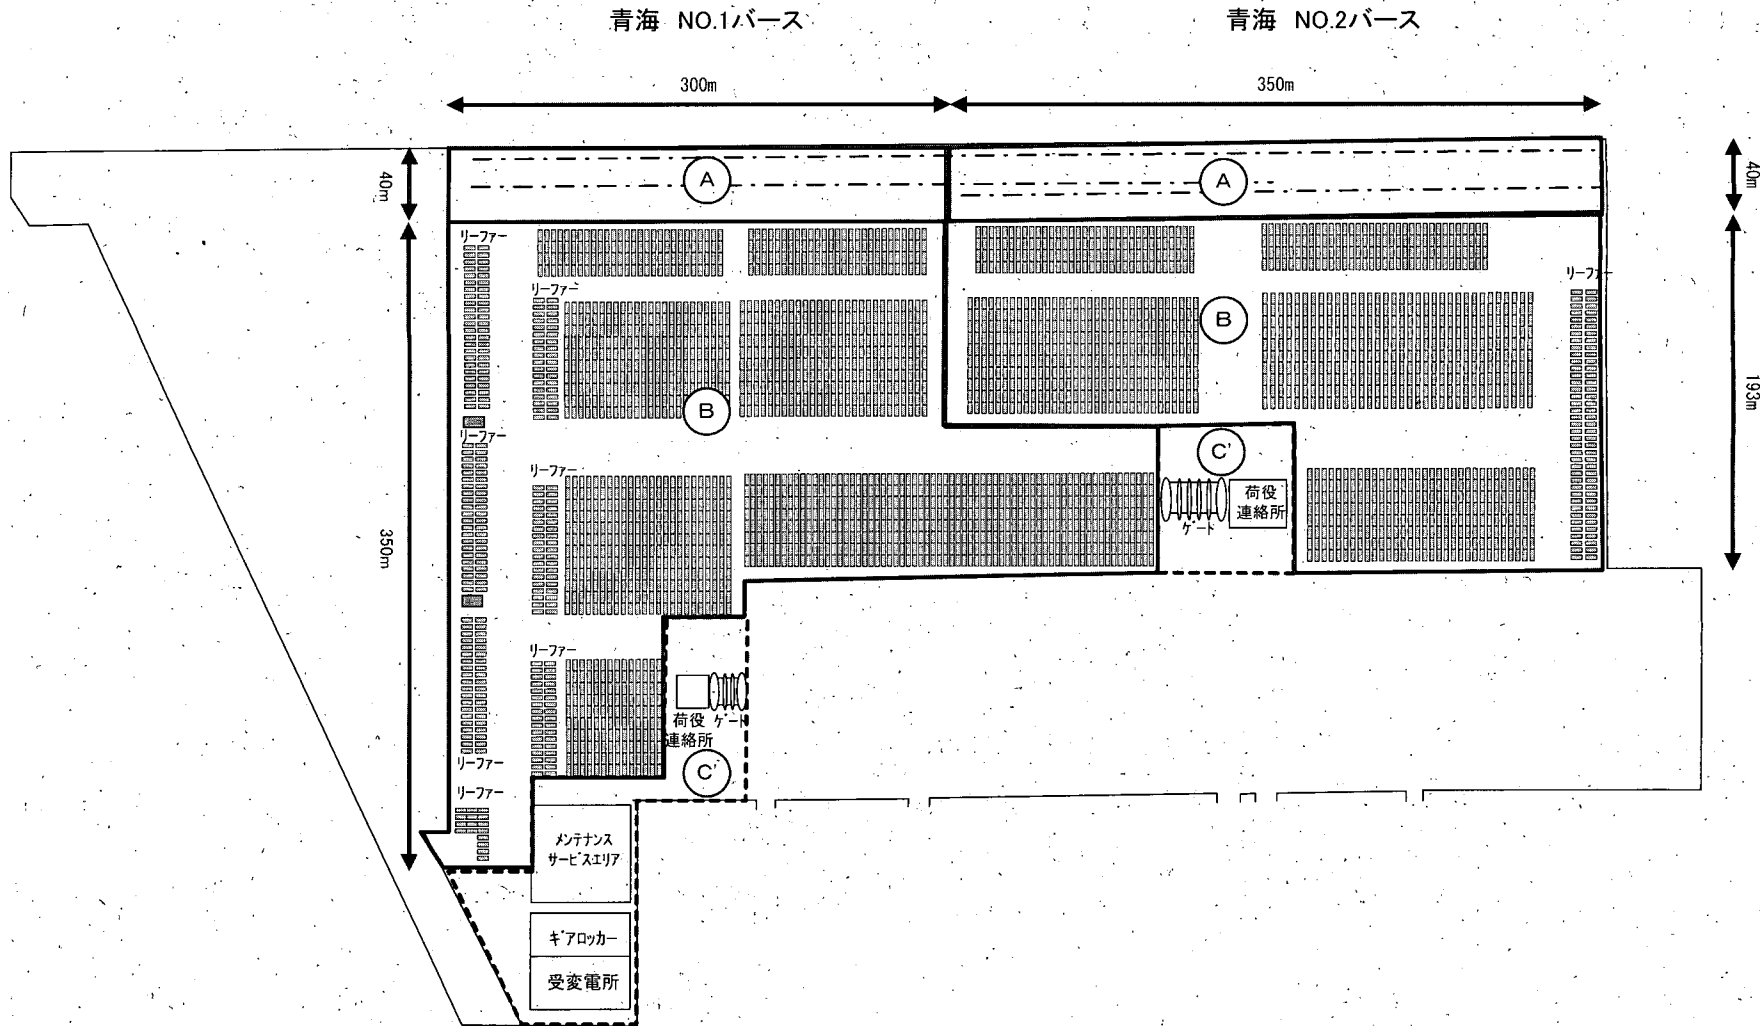 青海 NO.1バース
青海 NO.2バース
300m
350m
40m
A
A
40m
リーファー
リーファー
リーファー
B
193m
B
リーファー
リーファー
C'
荷役
連絡所
ゲート
350m
リーファー
荷役
連絡所
ゲート
C'
リーファー
リーファー
メンテナンス
サービスエリア
ギアロッカー
受変電所